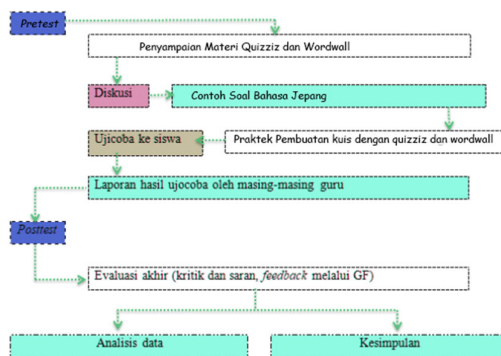 Pretest
Penyampaian Materi Quizziz dan Wordwall
Diskusi
Contoh Soal Bahasa Jepang
Ujicoba ke siswa
Praktek Pembuatan kuis dengan quizziz dan wordwall
Laporan hasil ujocoba oleh masing-masing guru
Posttest
Evaluasi akhir (kritik dan saran, feedback melalui GF)
Analisis data
Kesimpulan